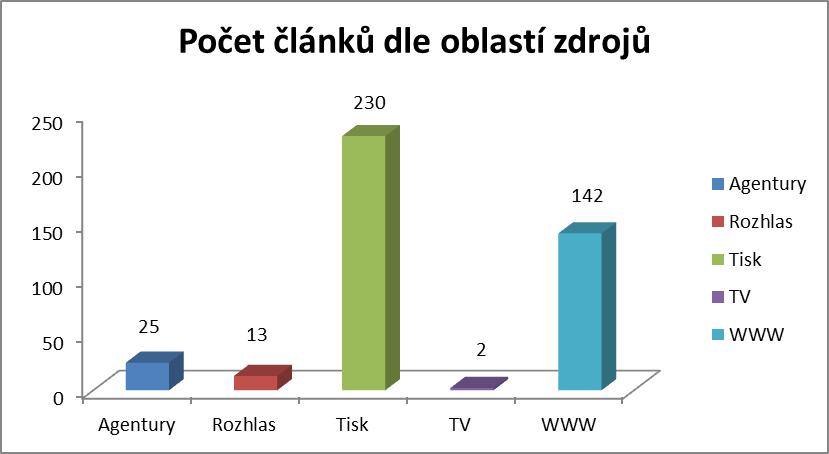 Počet článků dle oblastí zdrojů
250
200
150
100
50
0
25
13
230
2
142
Agentury
Rozhlas
Tisk
TV
WWW
Agentury
Rozhlas
Tisk
TV
WWW